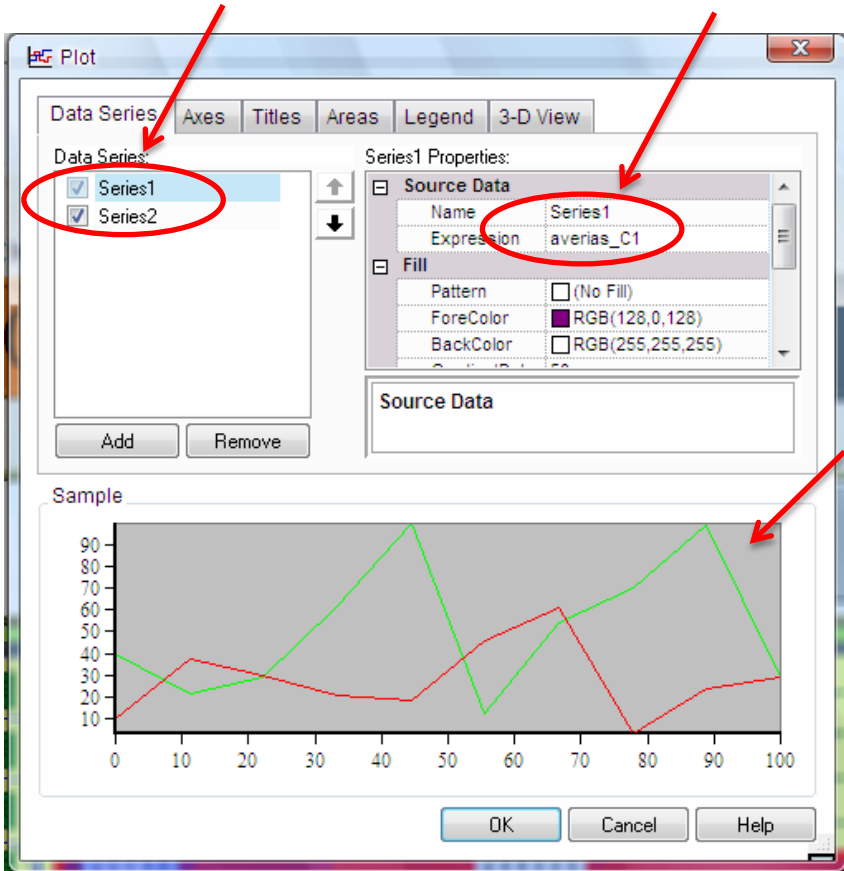 Plot
Data Series Axes Titles Areas Legend 3-D View
Data Series:
Series1
Series2
Add Remove
Series1 Properties:
Source Data
Name Series1
Expression averias_C1
Fill
Pattern (No Fill)
ForeColor RGB(128,0,128)
BackColor RGB(255,255,255)
Source Data
Sample
90
80
70
60
50
40
30
20
10
0 10 20 30 40 50 60 70 80 90 100
OK Cancel Help